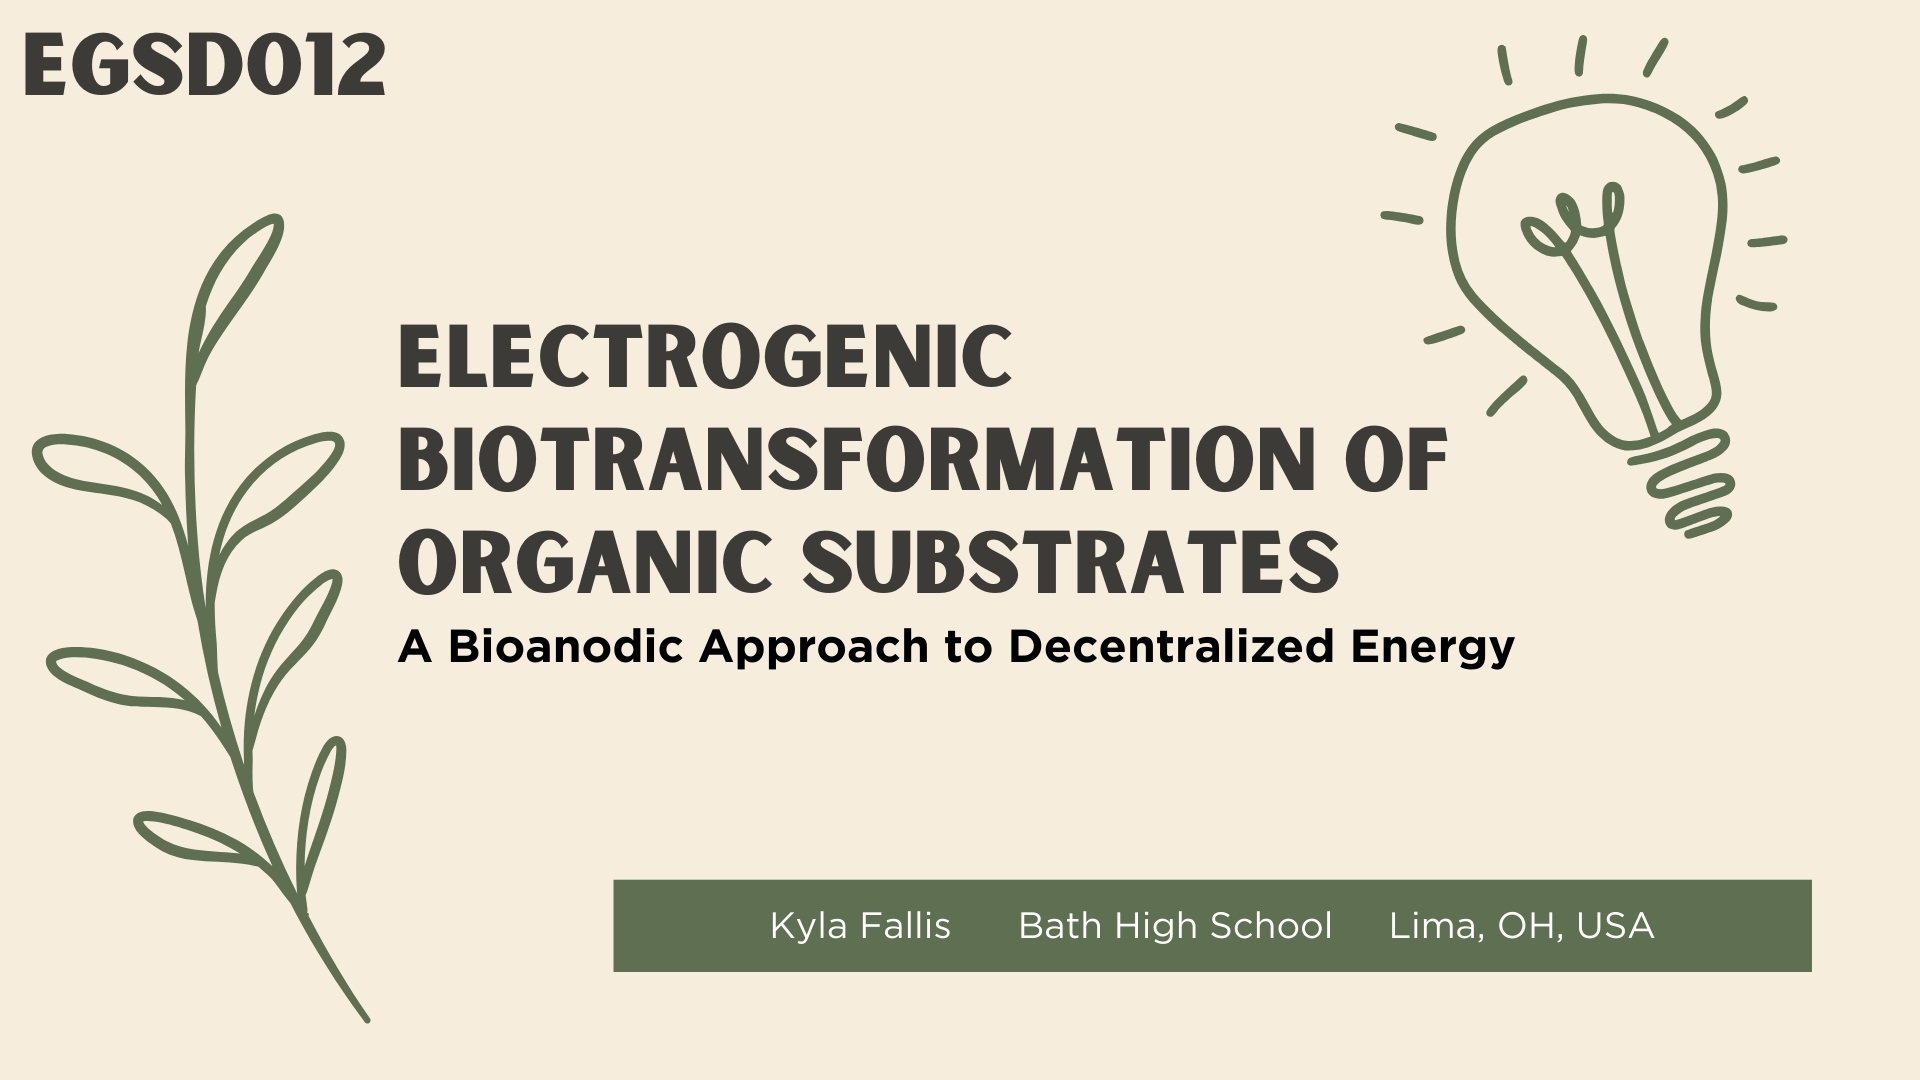 EGSD012
ELECTROGENIC
BIOTRANSFORMATION OF
ORGANIC SUBSTRATES
A Bioanodic Approach to Decentralized Energy
Kyla Fallis Bath High School Lima, OH, USA